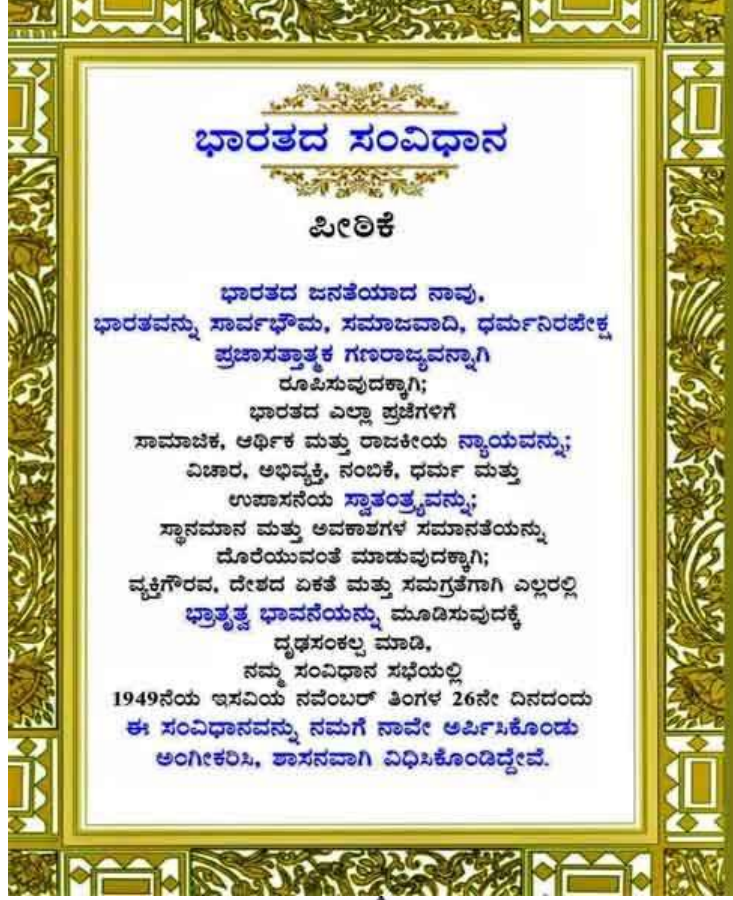 ಭಾರತದ ಸಂವಿಧಾನ
ಪೀಠಿಕೆ
ಭಾರತದ ಜನತೆಯಾದ ನಾವು,
ಭಾರತವನ್ನು ಸಾರ್ವಭೌಮ, ಸಮಾಜವಾದಿ, ಧರ್ಮನಿರಪೇಕ್ಷ
ಪ್ರಜಾಸತ್ತಾತ್ಮಕ ಗಣರಾಜ್ಯವನ್ನಾಗಿ
ರೂಪಿಸುವುದಕ್ಕಾಗಿ;
ಭಾರತದ ಎಲ್ಲಾ ಪ್ರಜೆಗಳಿಗೆ
ಸಾಮಾಜಿಕ, ಆರ್ಥಿಕ ಮತ್ತು ರಾಜಕೀಯ ನ್ಯಾಯವನ್ನು;
ವಿಚಾರ, ಅಭಿವ್ಯಕ್ತಿ, ನಂಬಿಕೆ, ಧರ್ಮ ಮತ್ತು
ಉಪಾಸನೆಯ ಸ್ವಾತಂತ್ರ್ಯವನ್ನು;
ಸ್ಥಾನಮಾನ ಮತ್ತು ಅವಕಾಶಗಳ ಸಮಾನತೆಯನ್ನು
ದೊರೆಯುವಂತೆ ಮಾಡುವುದಕ್ಕಾಗಿ;
ವ್ಯಕ್ತಿಗೌರವ, ದೇಶದ ಏಕತೆ ಮತ್ತು ಸಮಗ್ರತೆಗಾಗಿ ಎಲ್ಲರಲ್ಲಿ
ಭ್ರಾತೃತ್ವ ಭಾವನೆಯನ್ನು ಮೂಡಿಸುವುದಕ್ಕೆ
ದೃಢಸಂಕಲ್ಪ ಮಾಡಿ,
ನಮ್ಮ ಸಂವಿಧಾನ ಸಭೆಯಲ್ಲಿ
1949ನೆಯ ಇಸವಿಯ ನವೆಂಬರ್ ತಿಂಗಳ 26ನೇ ದಿನದಂದು
ಈ ಸಂವಿಧಾನವನ್ನು ನಮಗೆ ನಾವೇ ಅರ್ಪಿಸಿಕೊಂಡು
ಅಂಗೀಕರಿಸಿ, ಶಾಸನವಾಗಿ ವಿಧಿಸಿಕೊಂಡಿದ್ದೇವೆ.